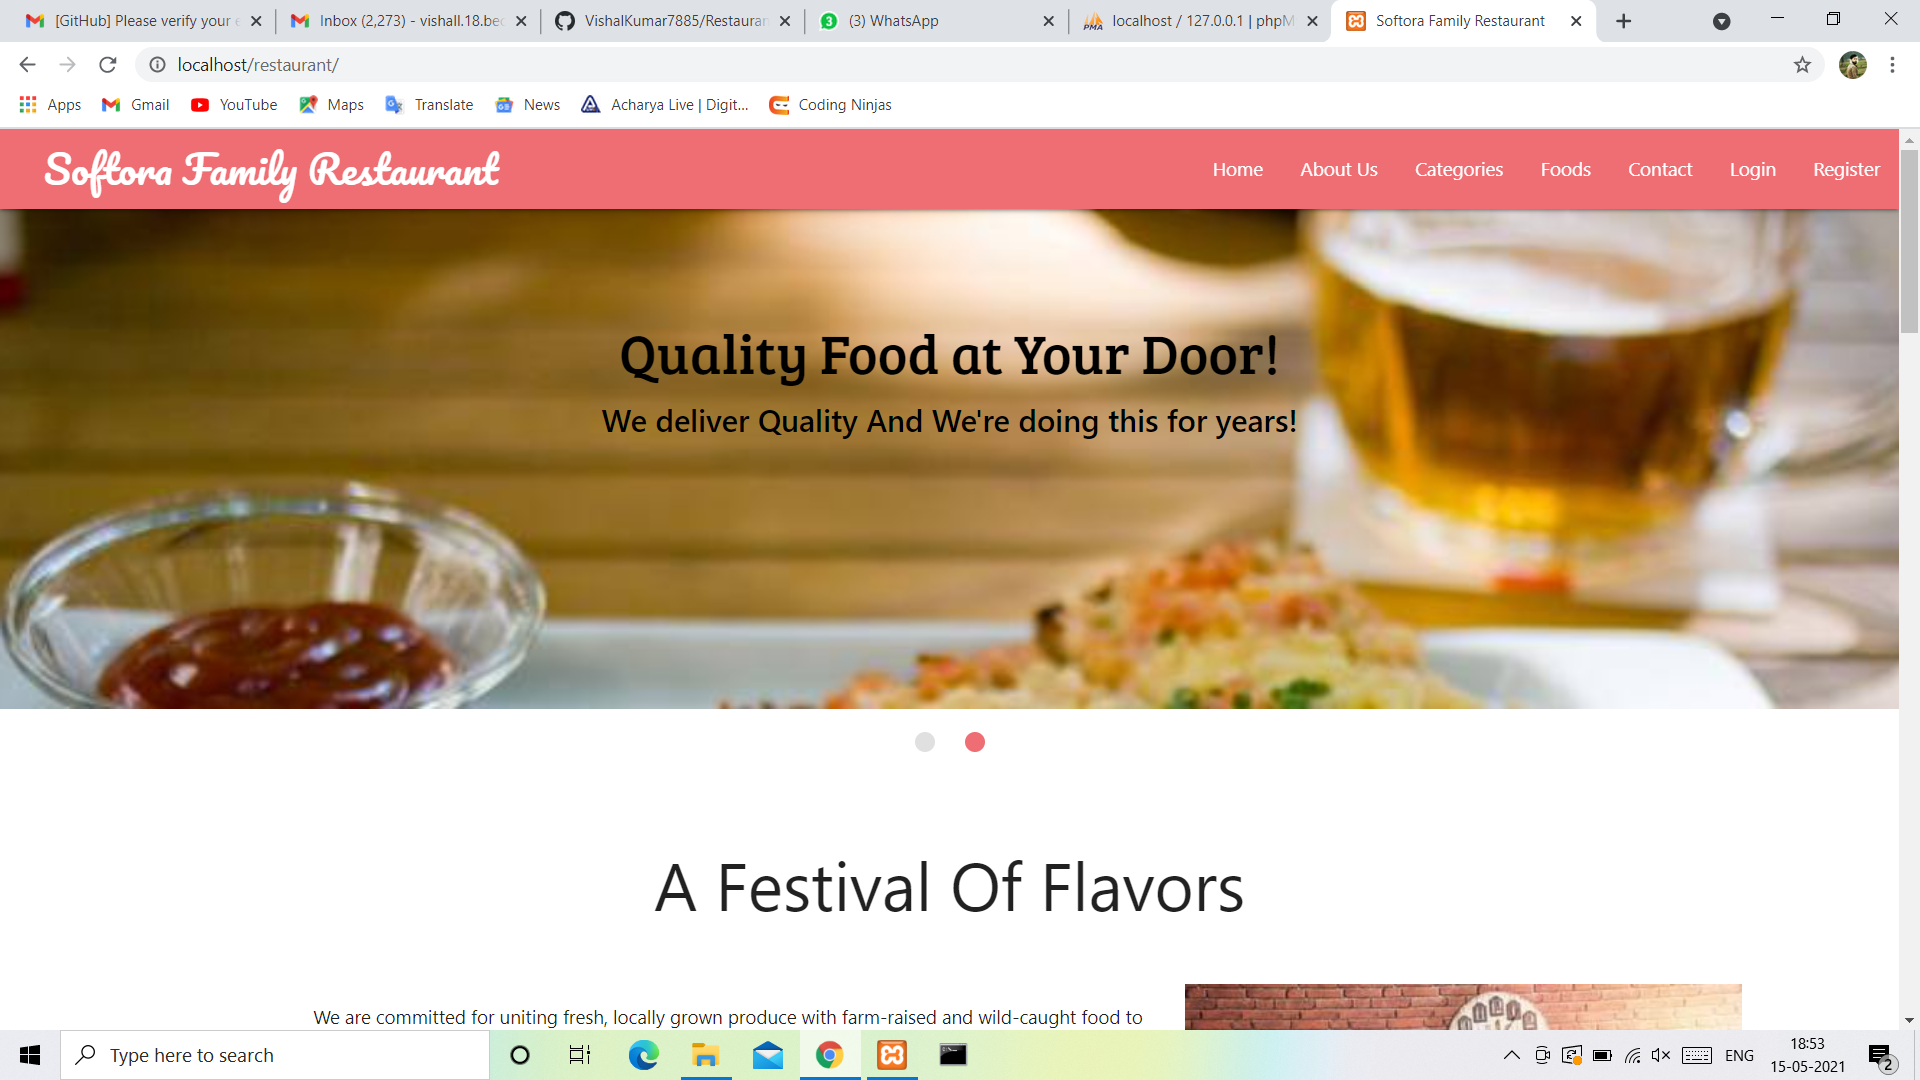 [GitHub] Please verify your
Inbox (2,273) - vishall.18.bec
VishalKumar7885/Restauran
3
(3) WhatsApp
PMA
localhost / 127.0.0.1 | phpM
Softora Family Restaurant
localhost/restaurant/
Apps
Gmail
YouTube
Maps
Translate
News
Acharya Live | Digit...
Coding Ninjas
Softora Family Restaurant
Home
About Us
Categories
Foods
Contact
Login
Register
Quality Food at Your Door!
We deliver Quality And We're doing this for years!
A Festival Of Flavors
We are committed for uniting fresh, locally grown produce with farm-raised and wild-caught food to
Type here to search
ENG
18:53
15-05-2021
2